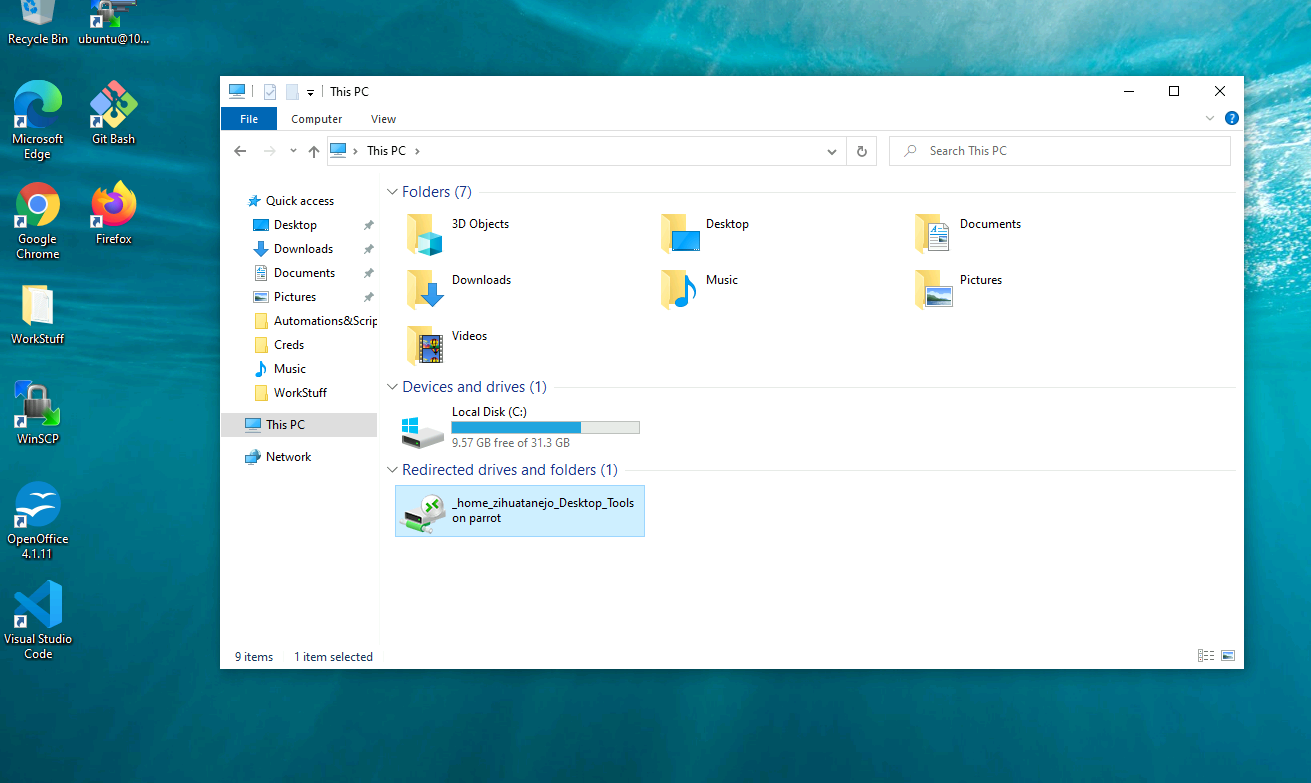 Recycle Bin
ubuntu@10...
Microsoft
Edge
Git Bash
Google
Chrome
Firefox
WorkStuff
WinSCP
OpenOffice
4.1.11
Visual Studio
Code
This PC
File
Computer
View
This PC
Search This PC
Quick access
Desktop
Downloads
Documents
Pictures
Automations&Scrip
Creds
Music
WorkStuff
This PC
Network
Folders (7)
3D Objects
Desktop
Documents
Downloads
Music
Pictures
Videos
Devices and drives (1)
Local Disk (C:)
9.57 GB free of 31.3 GB
Redirected drives and folders (1)
_home_zihuatanejo_Desktop_Tools
on parrot
9 items
1 item selected